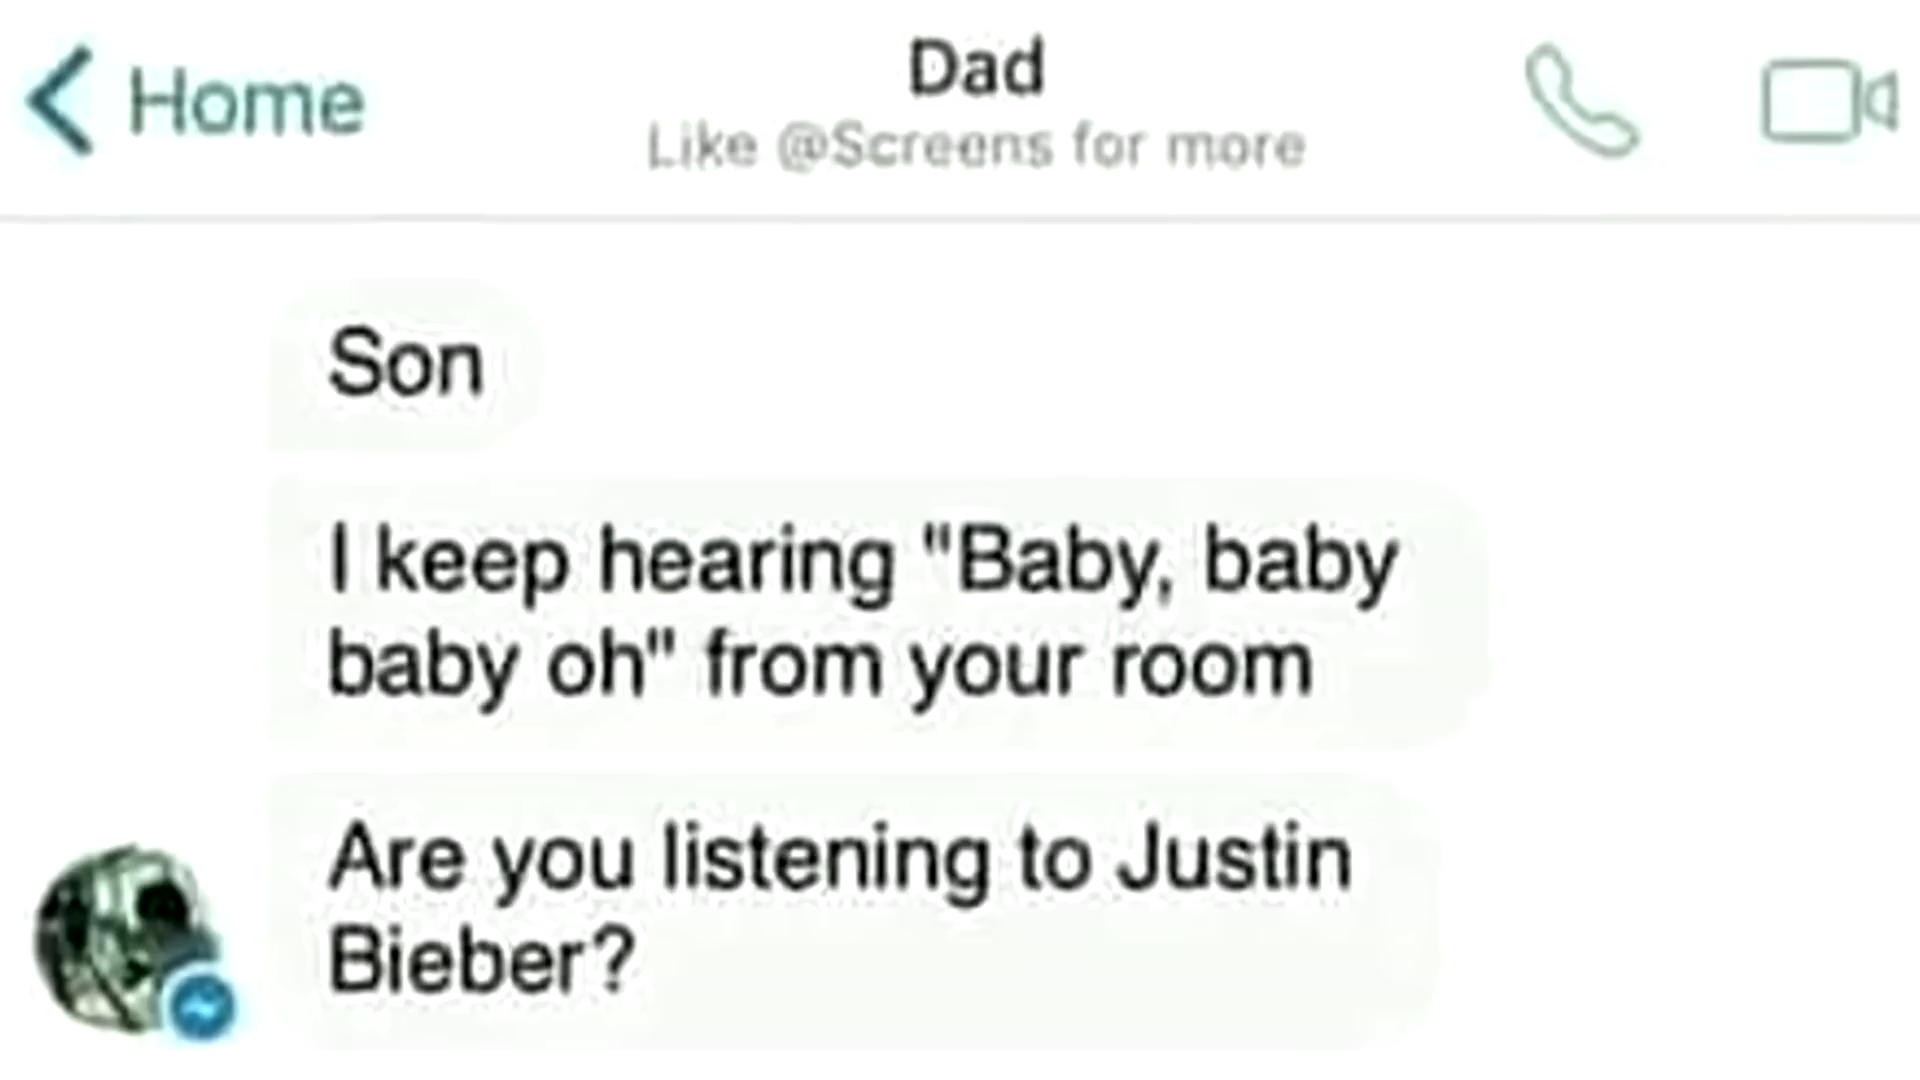 Home
Dad
Like @Screens for more
Son
I keep hearing "Baby, baby
baby oh" from your room
Are you listening to Justin
Bieber?